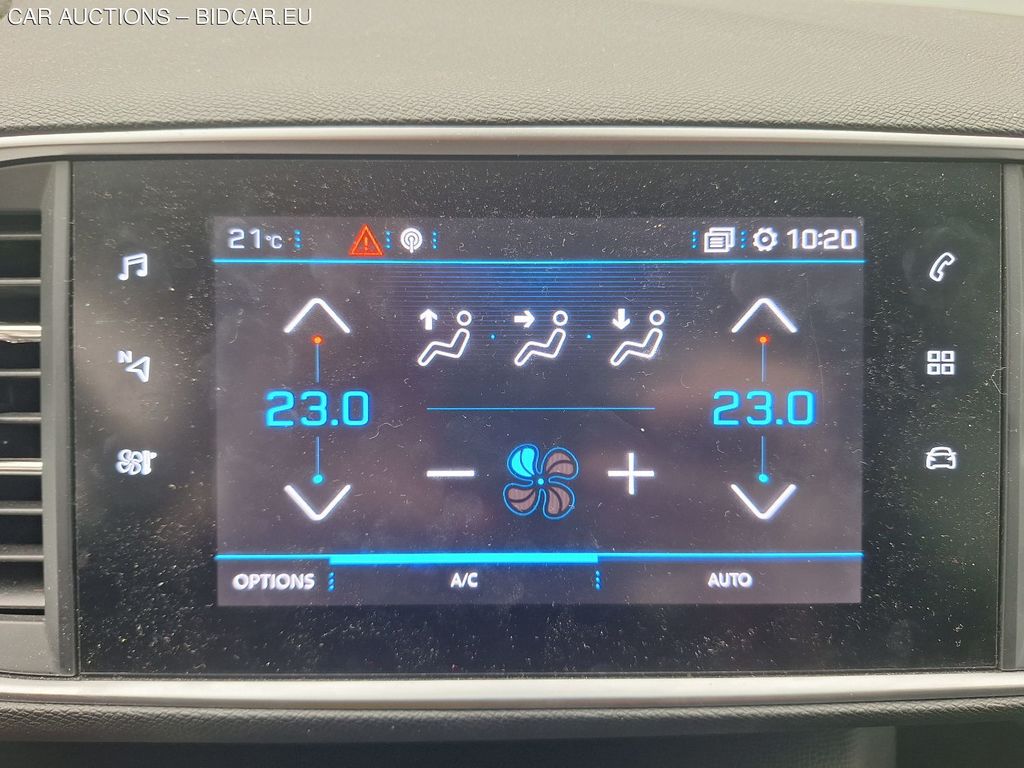 CAR AUCTIONS – BIDCAR.EU
21°C 10:20
N
23.0 23.0
OPTIONS A/C AUTO